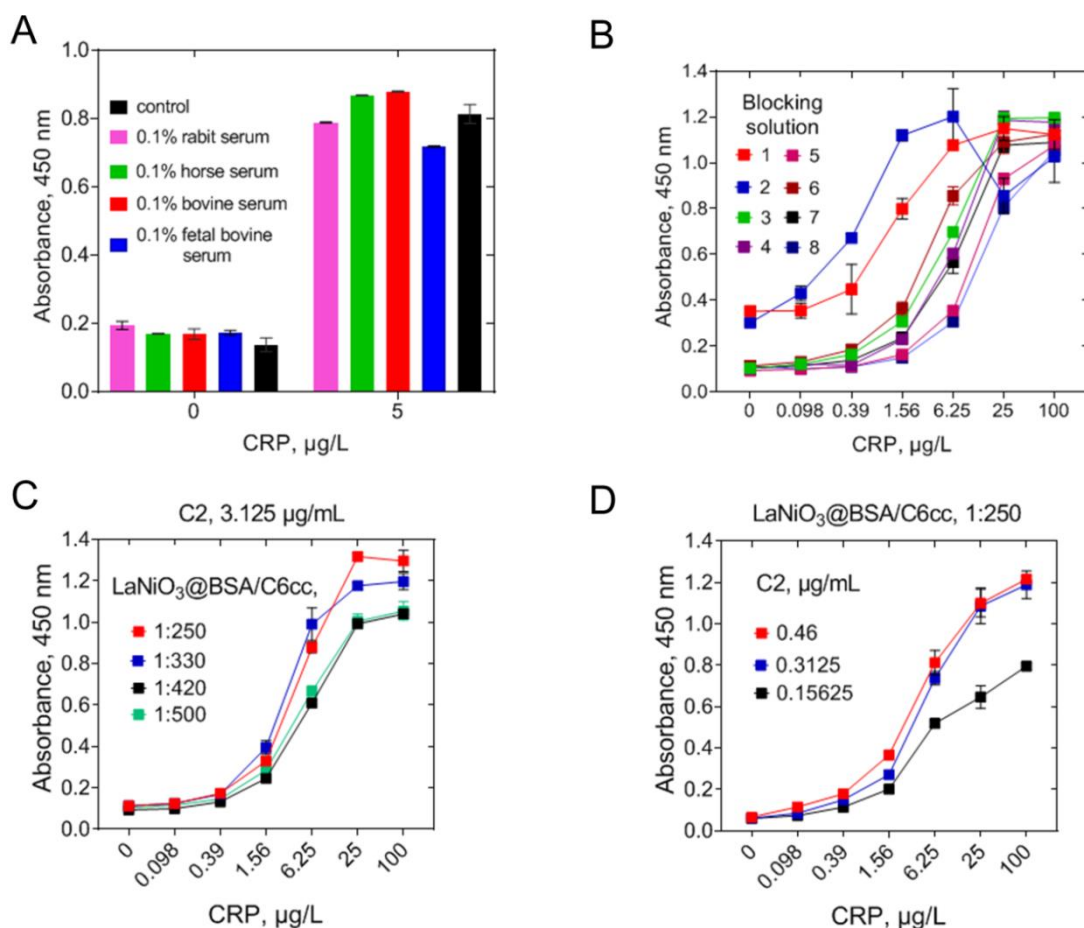 A
Absorbance, 450 nm
1.0
0.8
0.6
0.4
0.2
0.0
control
0.1% rabit serum
0.1% horse serum
0.1% bovine serum
0.1% fetal bovine
serum
0 5
CRP, µg/L
B
Absorbance, 450 nm
1.4
1.2
1.0
0.8
0.6
0.4
0.2
0.0
Blocking
solution
1 5
2 6
3 7
4 8
0 0.098 0.39 1.56 6.25 25 100
CRP, µg/L
C
C2, 3.125 µg/mL
Absorbance, 450 nm
1.4
1.2
1.0
0.8
0.6
0.4
0.2
0.0
LaNiO₃@BSA/C6cc,
1:250
1:330
1:420
1:500
0 0.098 0.39 1.56 6.25 25 100
CRP, µg/L
D
LaNiO₃@BSA/C6cc, 1:250
Absorbance, 450 nm
1.4
1.2
1.0
0.8
0.6
0.4
0.2
0.0
C2, µg/mL
0.46
0.3125
0.15625
0 0.098 0.39 1.56 6.25 25 100
CRP, µg/L